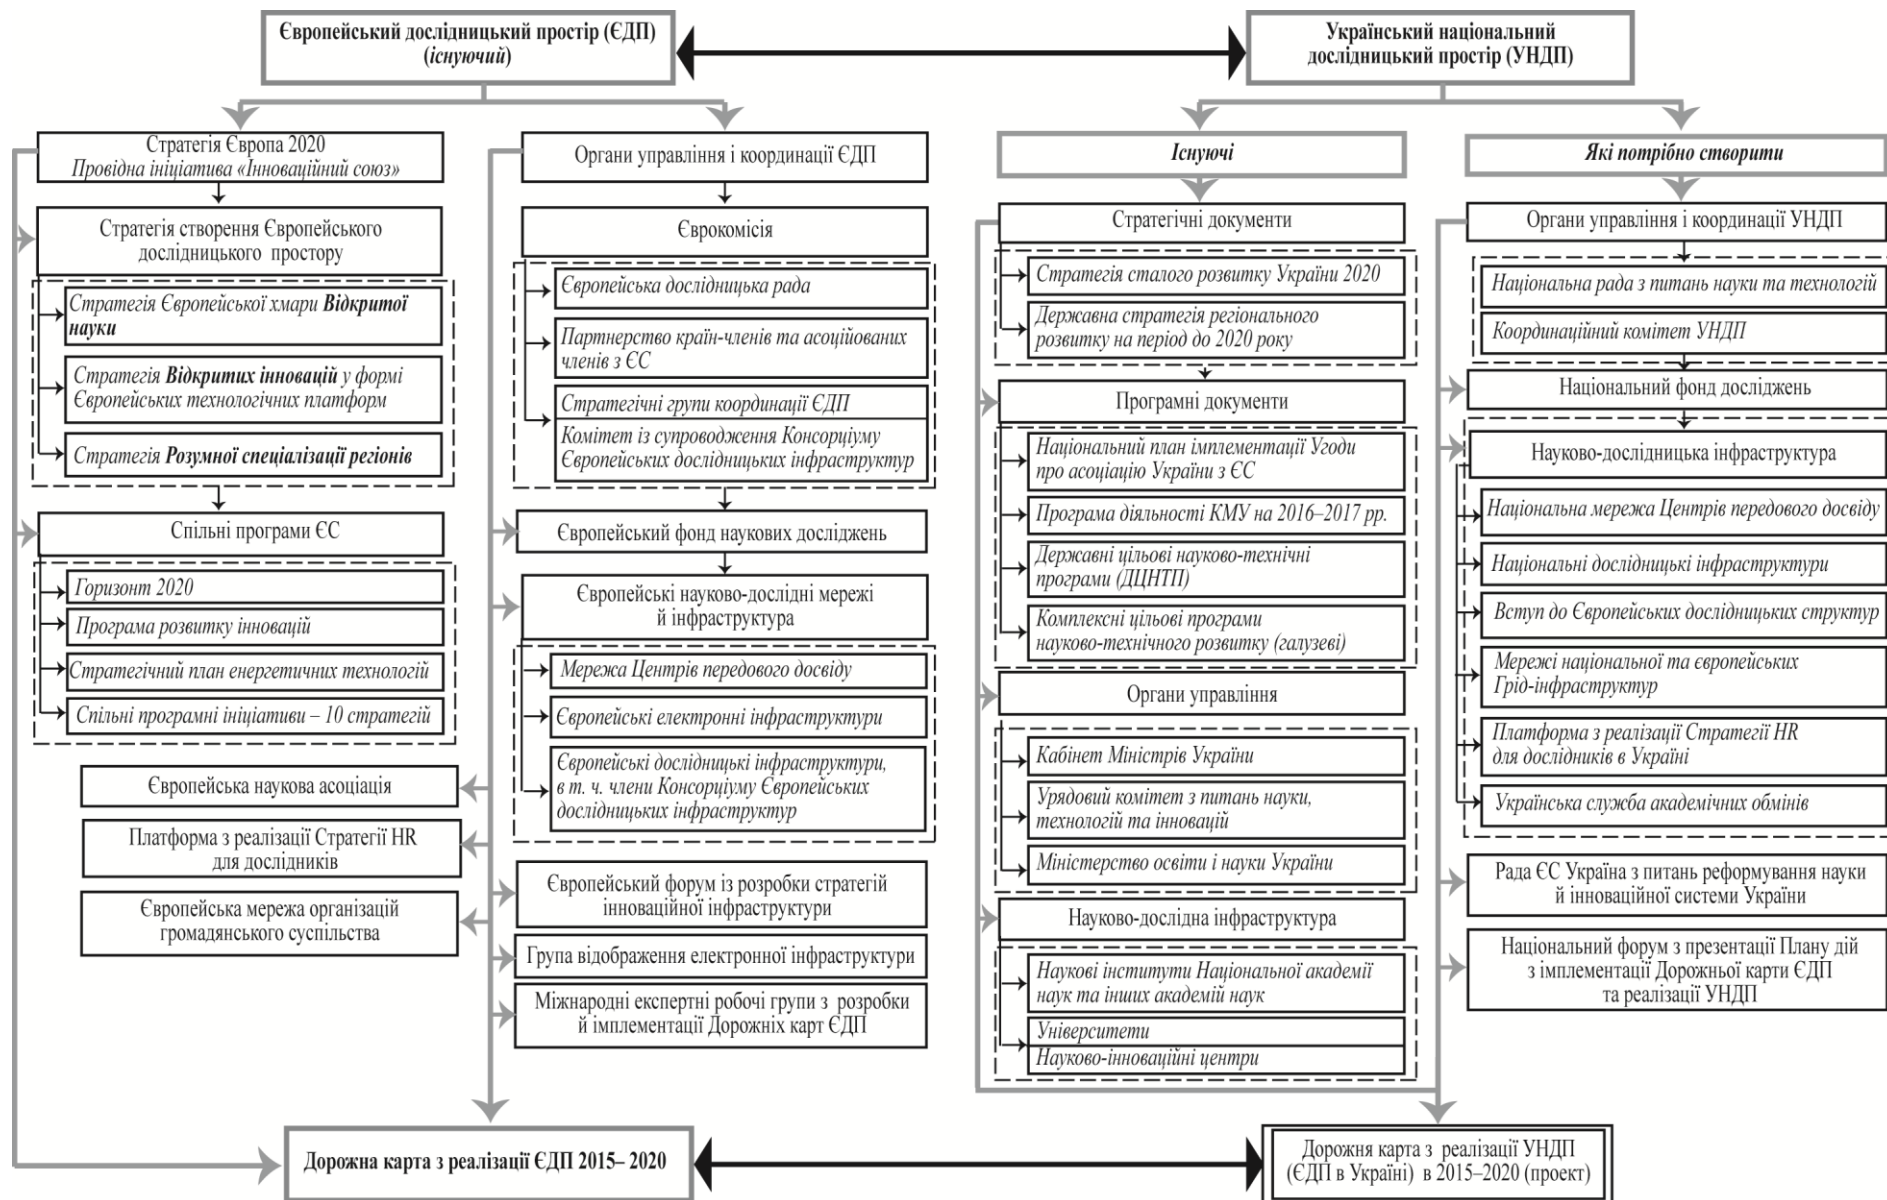 Європейський дослідницький простір (ЄДП)
(існуючий)
Український національний
дослідницький простір (УНДП)
Стратегія Європа 2020
Провідна ініціатива «Інноваційний союз»
Стратегія створення Європейського
дослідницького простору
Стратегія Європейської хмари Відкритої
науки
Стратегія Відкритих інновацій у формі
Європейських технологічних платформ
Стратегія Розумної спеціалізації регіонів
Спільні програми ЄС
Горизонт 2020
Програма розвитку інновацій
Стратегічний план енергетичних технологій
Спільні програмні ініціативи – 10 стратегій
Європейська наукова асоціація
Платформа з реалізації Стратегії HR
для дослідників
Європейська мережа організацій
громадянського суспільства
Органи управління і координації ЄДП
Єврокомісія
Європейська дослідницька рада
Партнерство країн-членів та асоційованих
членів з ЄС
Стратегічні групи координації ЄДП
Комітет із супроводження Консорціуму
Європейських дослідницьких інфраструктур
Європейський фонд наукових досліджень
Європейські науково-дослідні мережі
й інфраструктура
Мережа Центрів передового досвіду
Європейські електронні інфраструктури
Європейські дослідницькі інфраструктури,
в т. ч. члени Консорціуму Європейських
дослідницьких інфраструктур
Європейський форум із розробки стратегій
інноваційної інфраструктури
Група відображення електронної інфраструктури
Міжнародні експертні робочі групи з розробки
й імплементації Дорожніх карт ЄДП
Існуючі
Стратегічні документи
Стратегія сталого розвитку України 2020
Державна стратегія регіонального
розвитку на період до 2020 року
Програмні документи
Національний план імплементації Угоди
про асоціацію України з ЄС
Програма діяльності КМУ на 2016–2017 рр.
Державні цільові науково-технічні
програми (ДЦНТП)
Комплексні цільові програми
науково-технічного розвитку (галузеві)
Органи управління
Кабінет Міністрів України
Урядовий комітет з питань науки,
технологій та інновацій
Міністерство освіти і науки України
Науково-дослідна інфраструктура
Наукові інститути Національної академії
наук та інших академій наук
Університети
Науково-інноваційні центри
Які потрібно створити
Органи управління і координації УНДП
Національна рада з питань науки та технологій
Координаційний комітет УНДП
Національний фонд досліджень
Науково-дослідницька інфраструктура
Національна мережа Центрів передового досвіду
Національні дослідницькі інфраструктури
Вступ до Європейських дослідницьких структур
Мережі національної та європейських
Грід-інфраструктур
Платформа з реалізації Стратегії HR
для дослідників в Україні
Українська служба академічних обмінів
Рада ЄС Україна з питань реформування науки
й інноваційної системи України
Національний форум з презентації Плану дій
з імплементації Дорожньої карти ЄДП
та реалізації УНДП
Дорожна карта з реалізації ЄДП 2015– 2020
Дорожня карта з реалізації УНДП
(ЄДП в Україні) в 2015–2020 (проект)